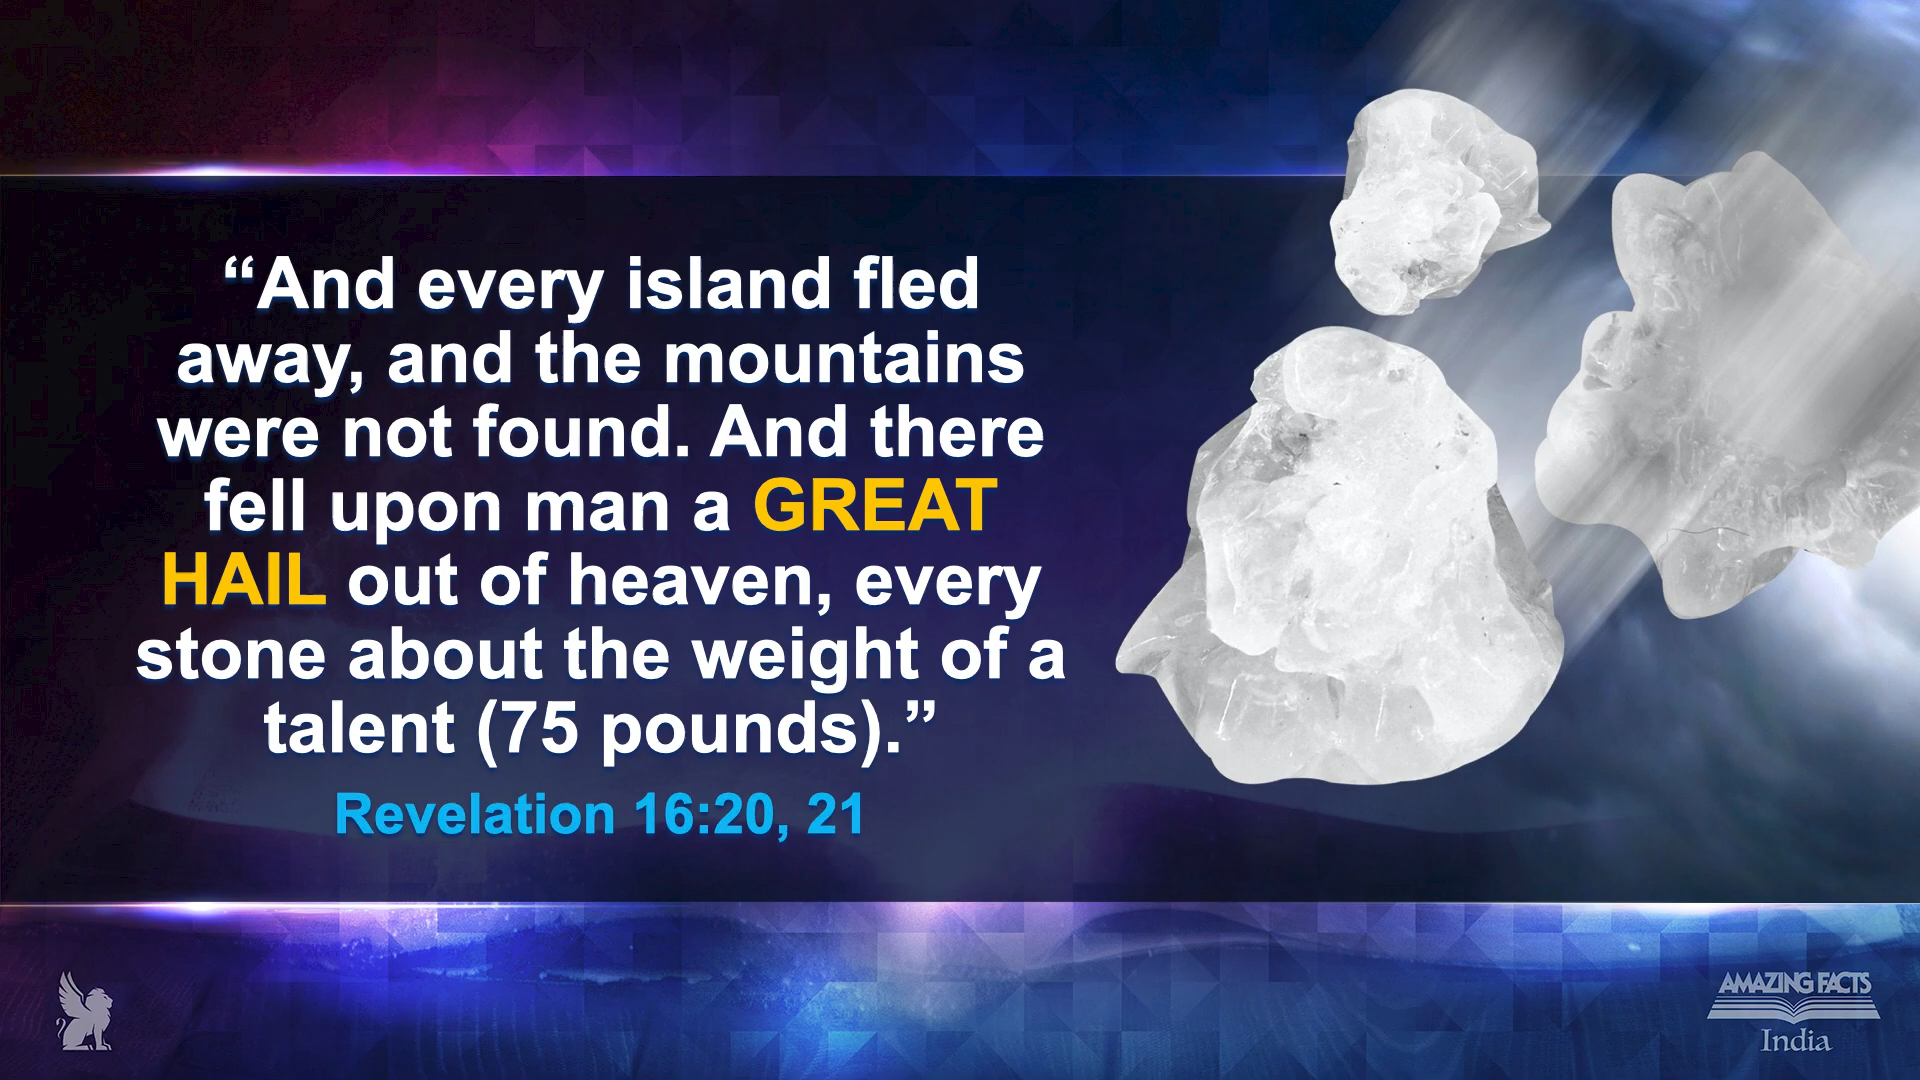 “And every island fled
away, and the mountains
were not found. And there
fell upon man a GREAT
HAIL out of heaven, every
stone about the weight of a
talent (75 pounds).”
Revelation 16:20, 21
AMAZING FACTS
India